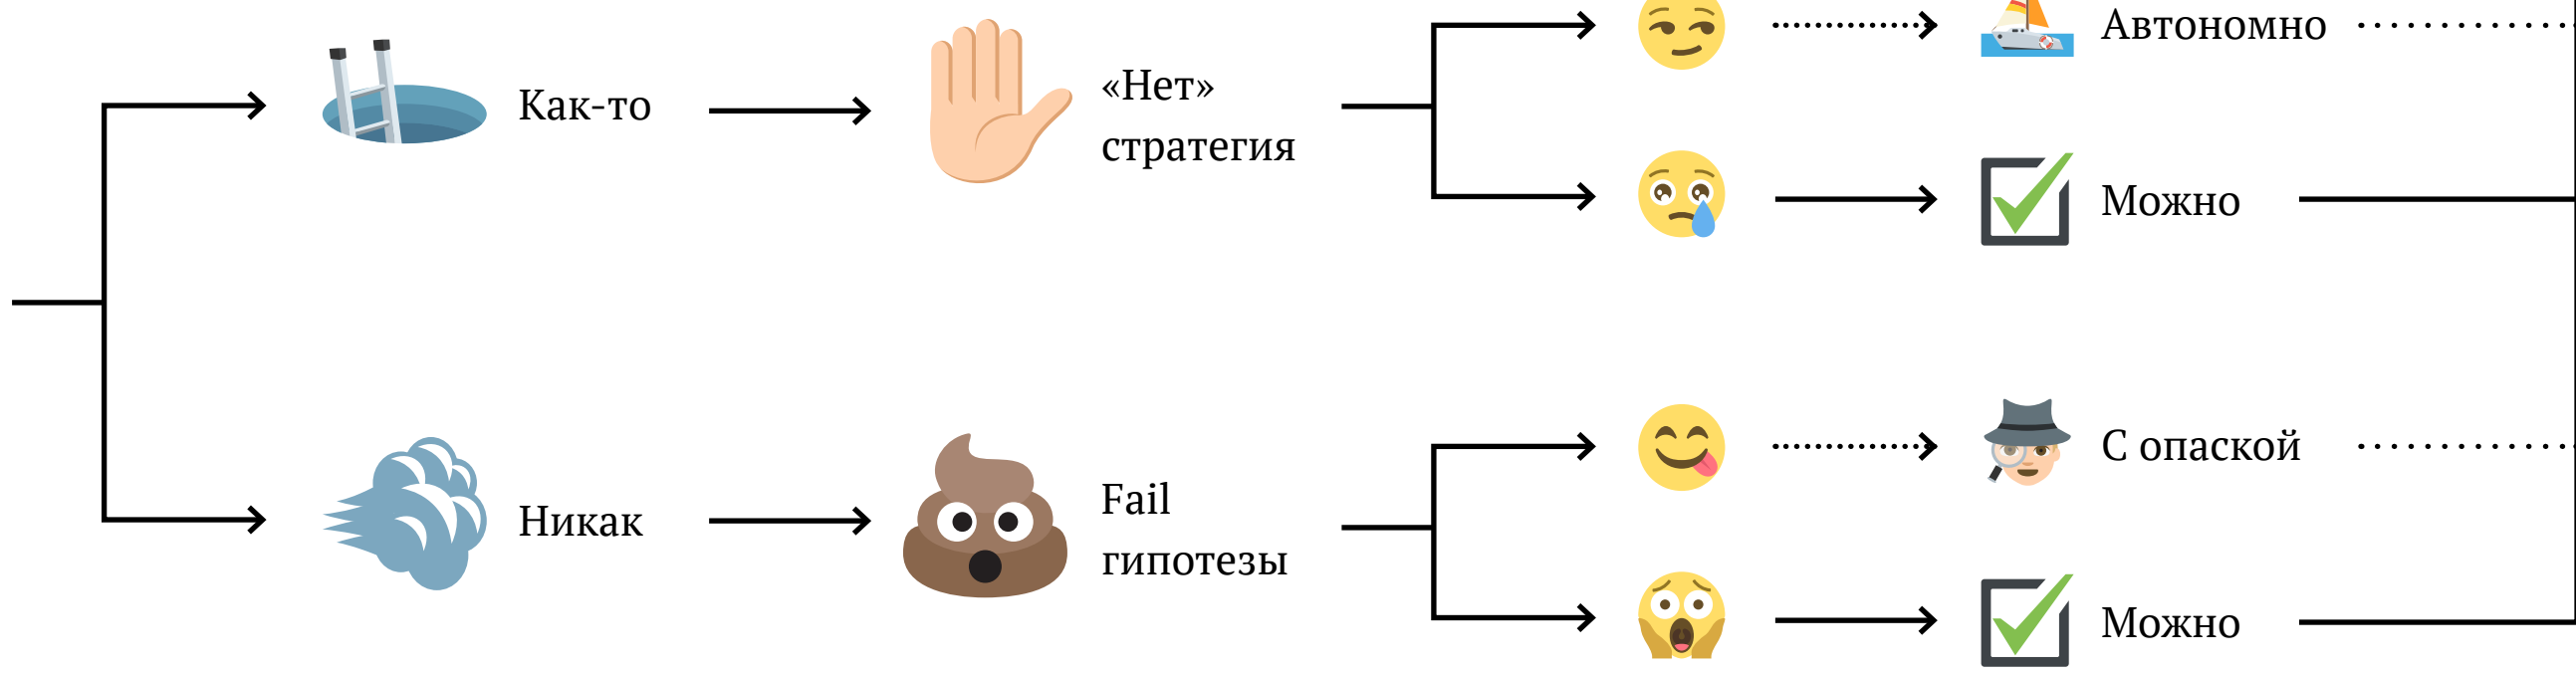 Автономно
Как-то
«Нет»
стратегия
Можно
С опаской
Никак
Fail
гипотезы
Можно